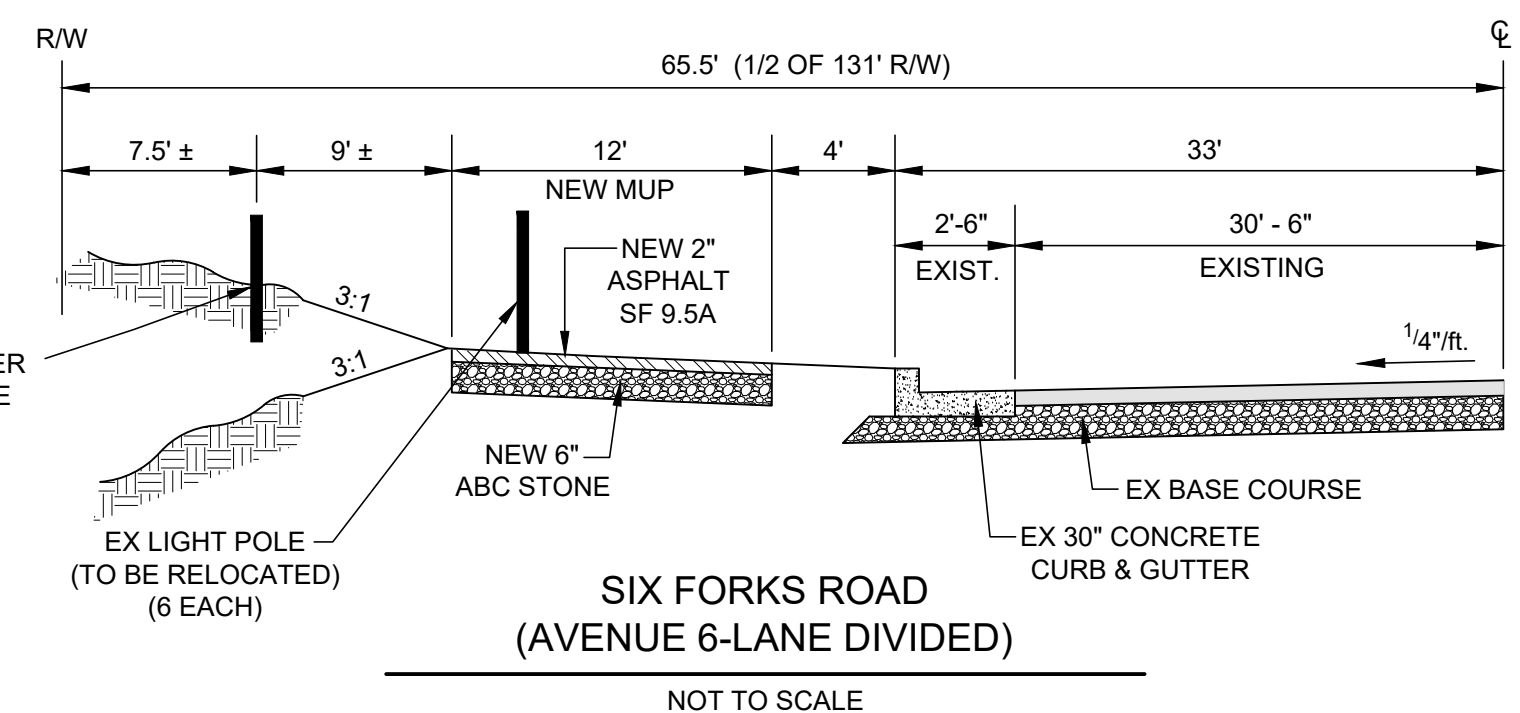 R/W
℄
65.5' (1/2 OF 131' R/W)
7.5' ±
9' ±
12'
4'
33'
NEW MUP
2'-6"
30' - 6"
EXIST.
EXISTING
NEW 2"
ASPHALT
SF 9.5A
3:1
3:1
1/4"/ft.
ER
E
NEW 6"
ABC STONE
EX BASE COURSE
EX LIGHT POLE
(TO BE RELOCATED)
(6 EACH)
EX 30" CONCRETE
CURB & GUTTER
SIX FORKS ROAD
(AVENUE 6-LANE DIVIDED)
NOT TO SCALE